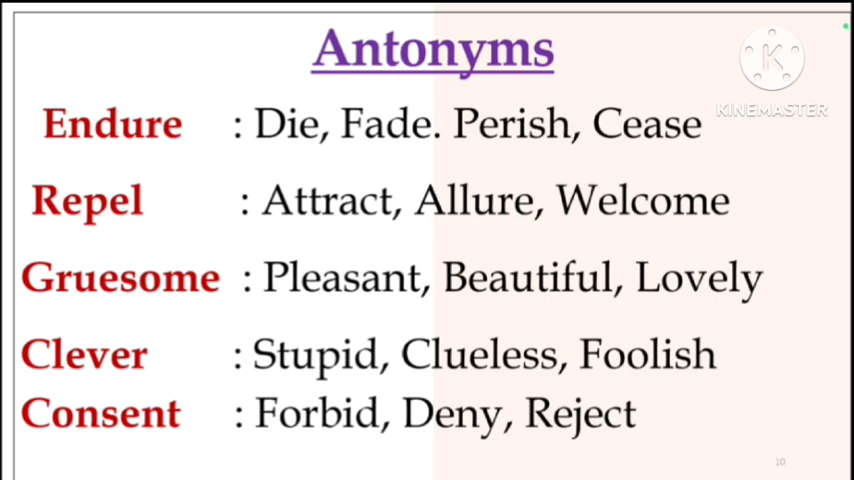 Antonyms
K
KINEMASTER
Endure : Die, Fade. Perish, Cease
Repel : Attract, Allure, Welcome
Gruesome : Pleasant, Beautiful, Lovely
Clever : Stupid, Clueless, Foolish
Consent : Forbid, Deny, Reject
10